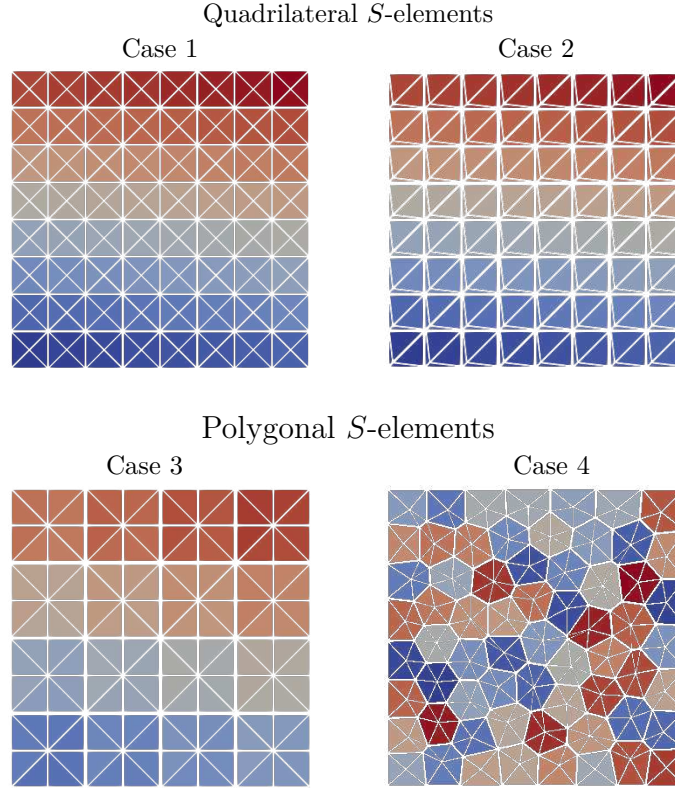 Quadrilateral S-elements
Case 1
Case 2
Polygonal S-elements
Case 3
Case 4